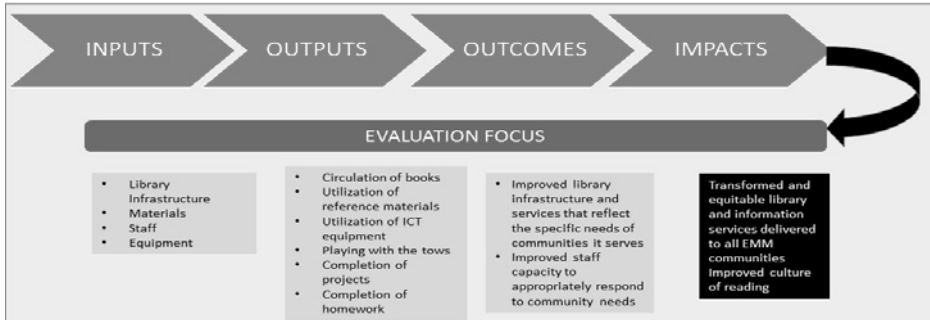 INPUTS
OUTPUTS
OUTCOMES
IMPACTS
EVALUATION FOCUS
• Library
Infrastructure
• Materials
• Staff
• Equipment
• Circulation of books
• Utilization of
reference materials
• Utilization of ICT
equipment
• Playing with the tows
• Completion of
projects
• Completion of
homework
• Improved library
Infrastructure and
services that reflect
the specific needs of
communities it serves
• Improved staff
capacity to
appropriately respond
to community needs
Transformed and
equitable library
and information
services delivered
to all EMM
communities
Improved culture
of reading